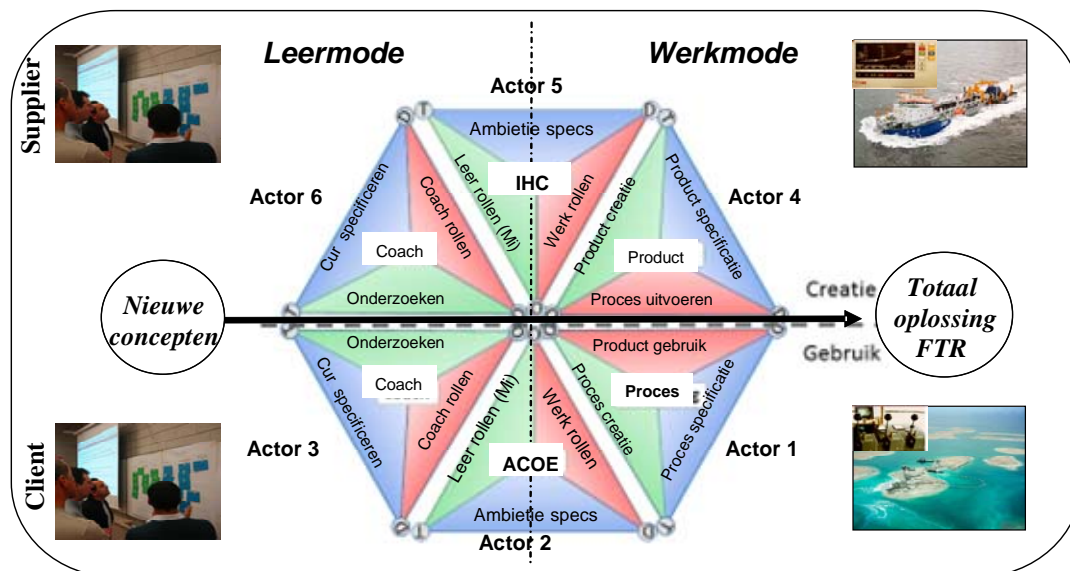 Leermode
Werkmode
Supplier
Actor 5
Ambietie specs
IHC
Leer rollen (Mi)
Werk rollen
Actor 6
Cur specificeren
Coach rollen
Coach
Onderzoeken
Actor 4
Product creatie
Product specificatie
Product
Proces uitvoeren
Nieuwe
concepten
Creatie
Gebruik
Totaal
oplossing
FTR
Onderzoeken
Coach
Cur specificeren
Coach rollen
Actor 3
Product gebruik
Proces
Proces creatie
Proces specificatie
Actor 1
Client
Leer rollen (Mi)
Werk rollen
ACOE
Ambietie specs
Actor 2